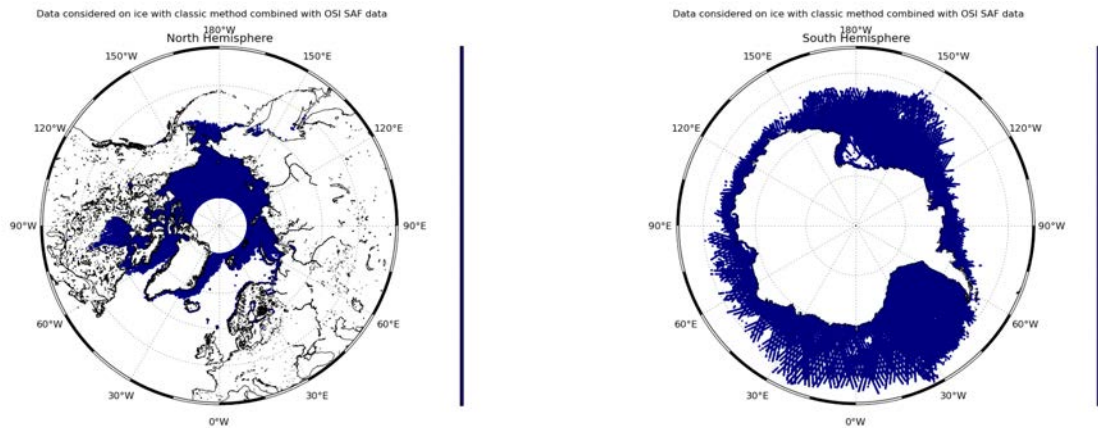 Data considered on ice with classic method combined with OSI SAF data
180°W
North Hemisphere
150°W
150°E
120°W
120°E
90°W
90°E
60°W
60°E
30°W
30°E
0°W
Data considered on ice with classic method combined with OSI SAF data
180°W
South Hemisphere
150°E
150°W
120°E
120°W
90°E
90°W
60°E
60°W
30°E
30°W
0°W